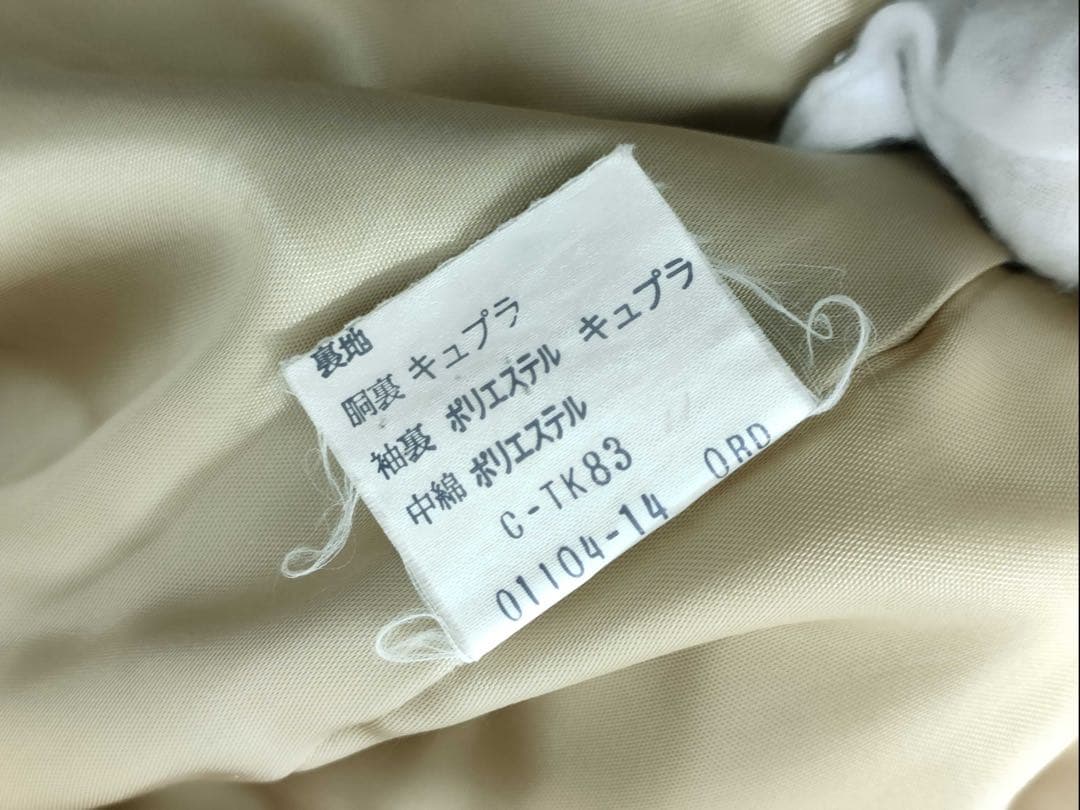 裏地
胴裏 キュプラ
袖裏 ポリエステル キュプラ
中綿 ポリエステル
C-TK83
01104-14 ORD